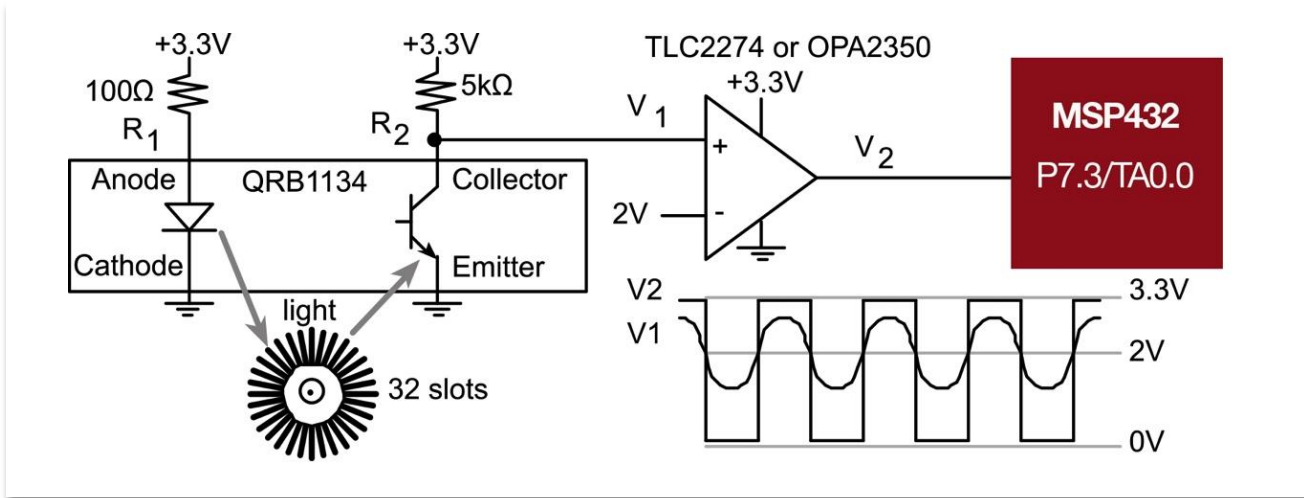 +3.3V
+3.3V
TLC2274 or OPA2350
100Ω
5kΩ
+3.3V
R1
R2
V1
+
V2
MSP432
P7.3/TA0.0
Anode
QRB1134
Collector
2V
-
Cathode
Emitter
light
32 slots
V2
3.3V
V1
2V
0V